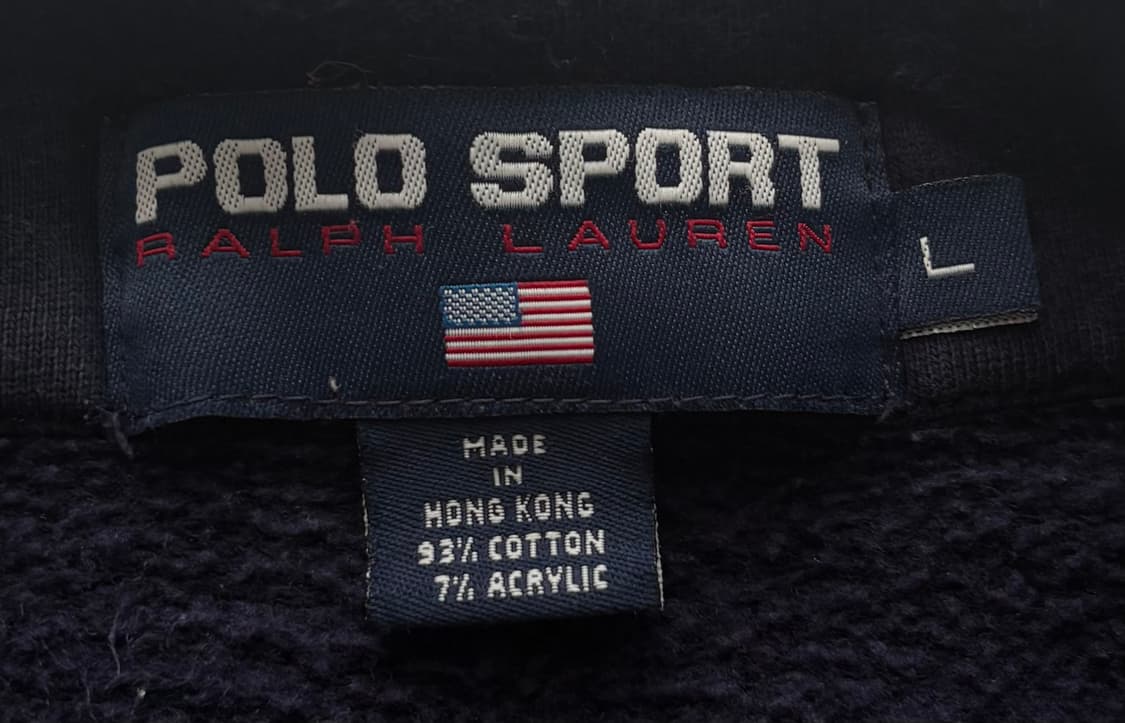 POLO SPORT
RALPH LAUREN
L
MADE
IN
HONG KONG
93% COTTON
7% ACRYLIC